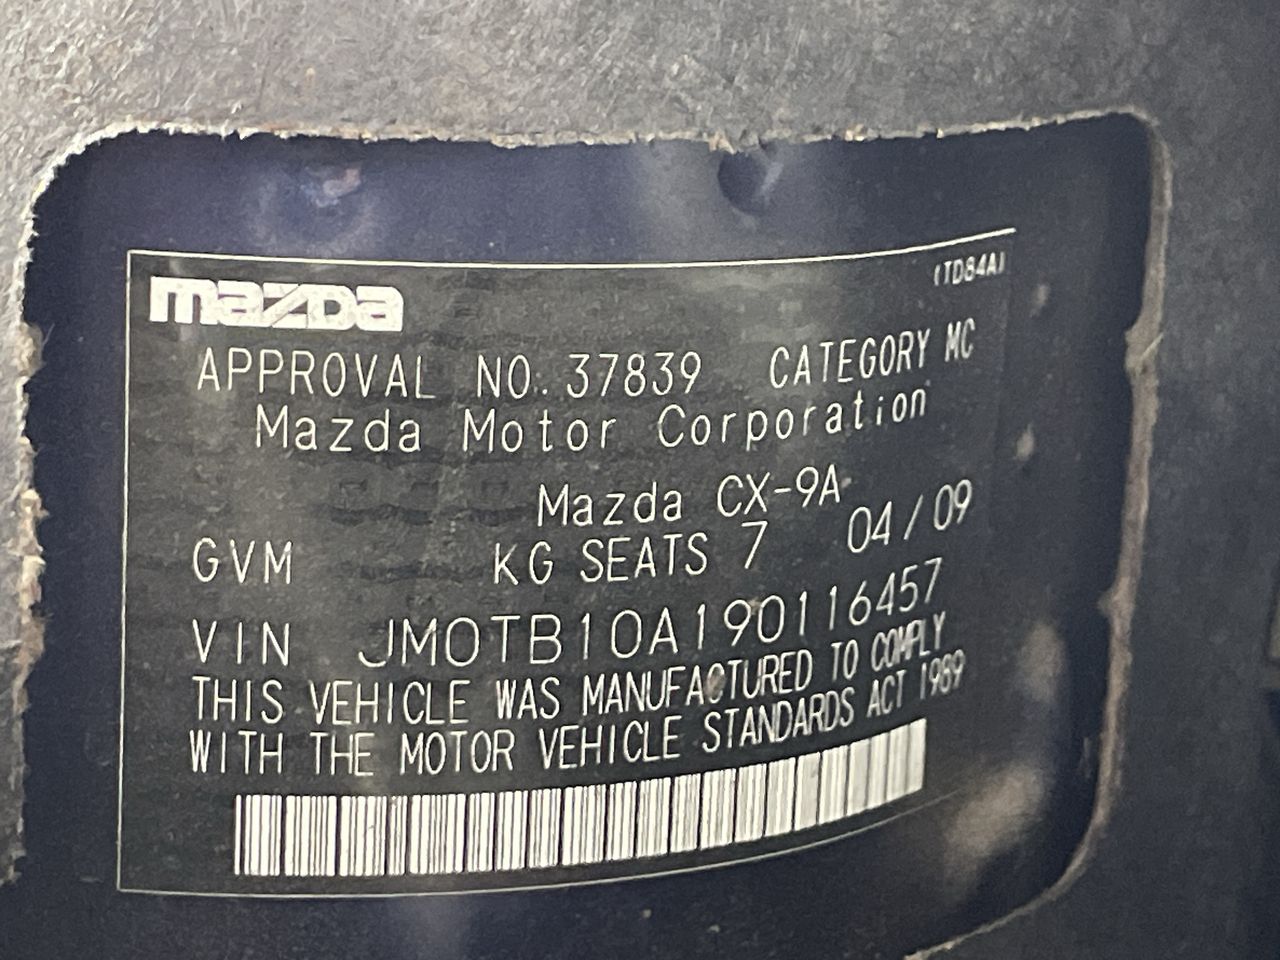 mazda
(TD84A)
APPROVAL NO. 37839 CATEGORY MC
Mazda Motor Corporation
Mazda CX-9A
GVM KG SEATS 7 04/09
VIN JM0TB10A190116457
THIS VEHICLE WAS MANUFACTURED TO COMPLY
WITH THE MOTOR VEHICLE STANDARDS ACT 1989